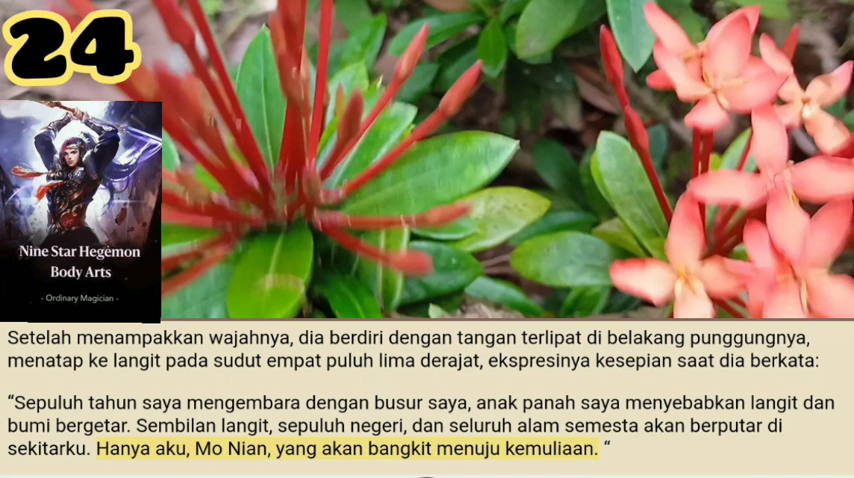 24
Nine Star Hegemon
Body Arts
- Ordinary Magician -
Setelah menampakkan wajahnya, dia berdiri dengan tangan terlipat di belakang punggungnya,
menatap ke langit pada sudut empat puluh lima derajat, ekspresinya kesepian saat dia berkata:
“Sepuluh tahun saya mengembara dengan busur saya, anak panah saya menyebabkan langit dan
bumi bergetar. Sembilan langit, sepuluh negeri, dan seluruh alam semesta akan berputar di
sekitarku. Hanya aku, Mo Nian, yang akan bangkit menuju kemuliaan. “